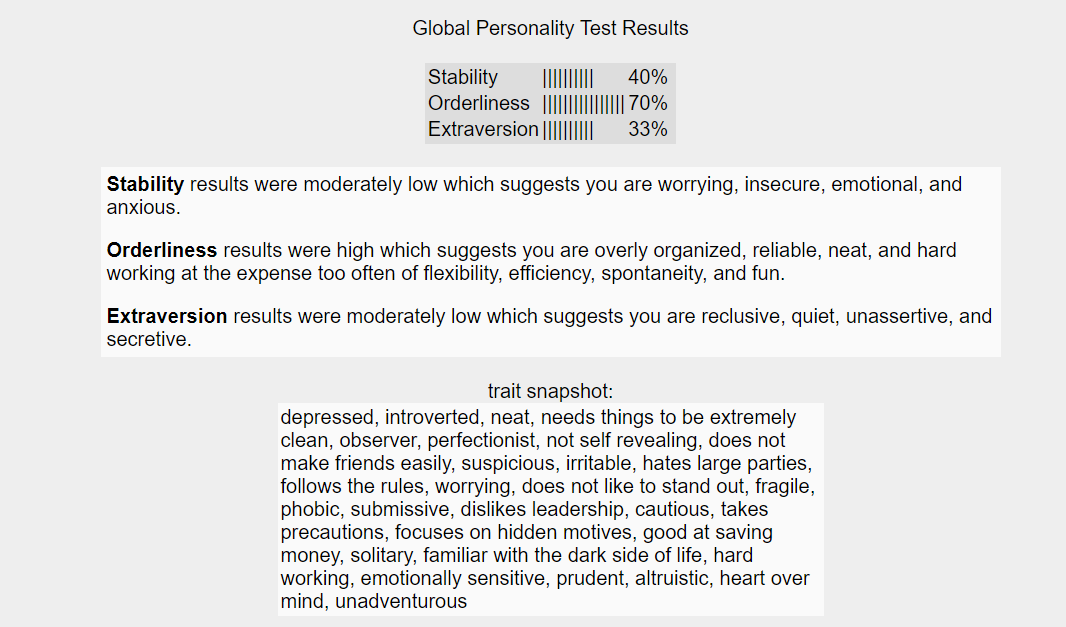 Global Personality Test Results
Stability |||||||||| 40%
Orderliness |||||||||||||||| 70%
Extraversion |||||||||| 33%
Stability results were moderately low which suggests you are worrying, insecure, emotional, and
anxious.
Orderliness results were high which suggests you are overly organized, reliable, neat, and hard
working at the expense too often of flexibility, efficiency, spontaneity, and fun.
Extraversion results were moderately low which suggests you are reclusive, quiet, unassertive, and
secretive.
trait snapshot:
depressed, introverted, neat, needs things to be extremely
clean, observer, perfectionist, not self revealing, does not
make friends easily, suspicious, irritable, hates large parties,
follows the rules, worrying, does not like to stand out, fragile,
phobic, submissive, dislikes leadership, cautious, takes
precautions, focuses on hidden motives, good at saving
money, solitary, familiar with the dark side of life, hard
working, emotionally sensitive, prudent, altruistic, heart over
mind, unadventurous